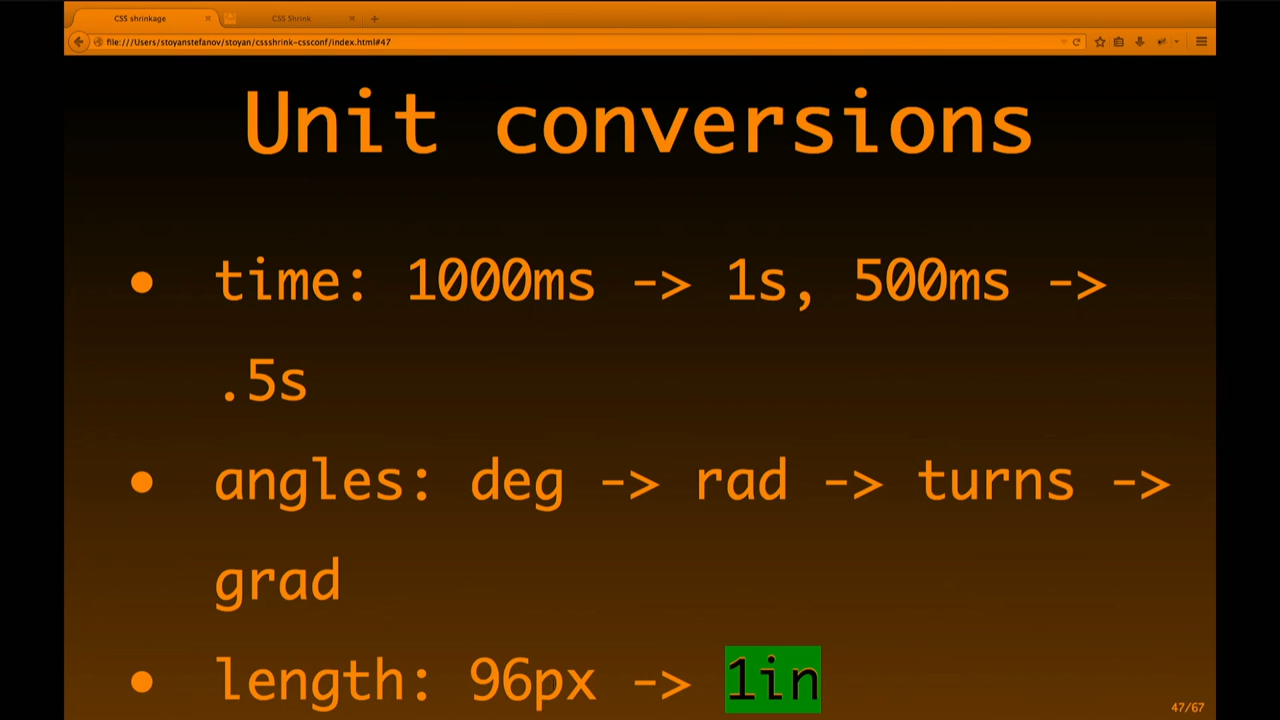 CSS shrinkage
CSS Shrink
file:///Users/stoyanstefanov/stoyan/cssshrink-cssconf/index.html#47
Unit conversions
• time: 1000ms -> 1s, 500ms ->
.5s
• angles: deg -> rad -> turns ->
grad
• length: 96px -> 1in
47/67